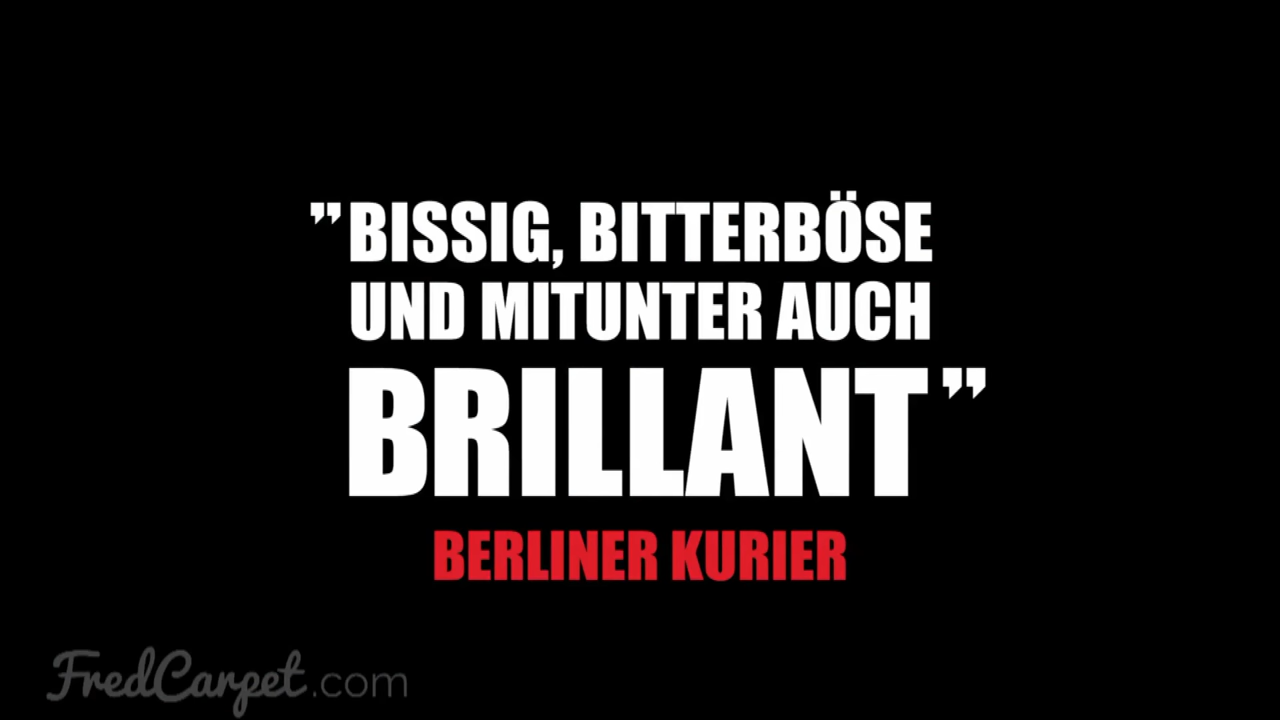 ”BISSIG, BITTERBÖSE
UND MITUNTER AUCH
BRILLANT”
BERLINER KURIER
FredCarpet.com